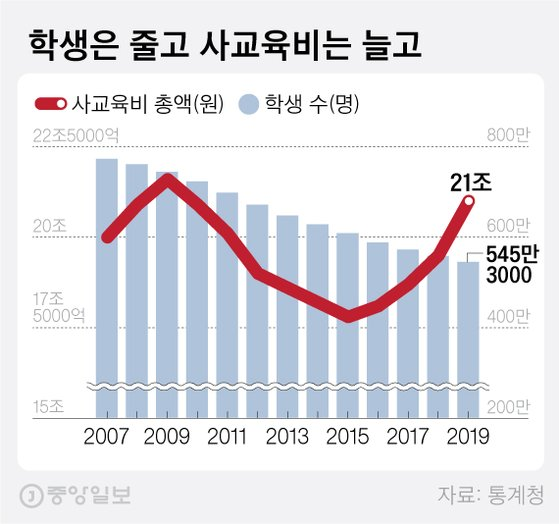 학생은 줄고 사교육비는 늘고
사교육비 총액(원) 학생 수(명)
22조5000억 800만
21조
20조 600만
545만
3000
17조
5000억 400만
15조 200만
2007 2009 2011 2013 2015 2017 2019
J 중앙일보 자료: 통계청